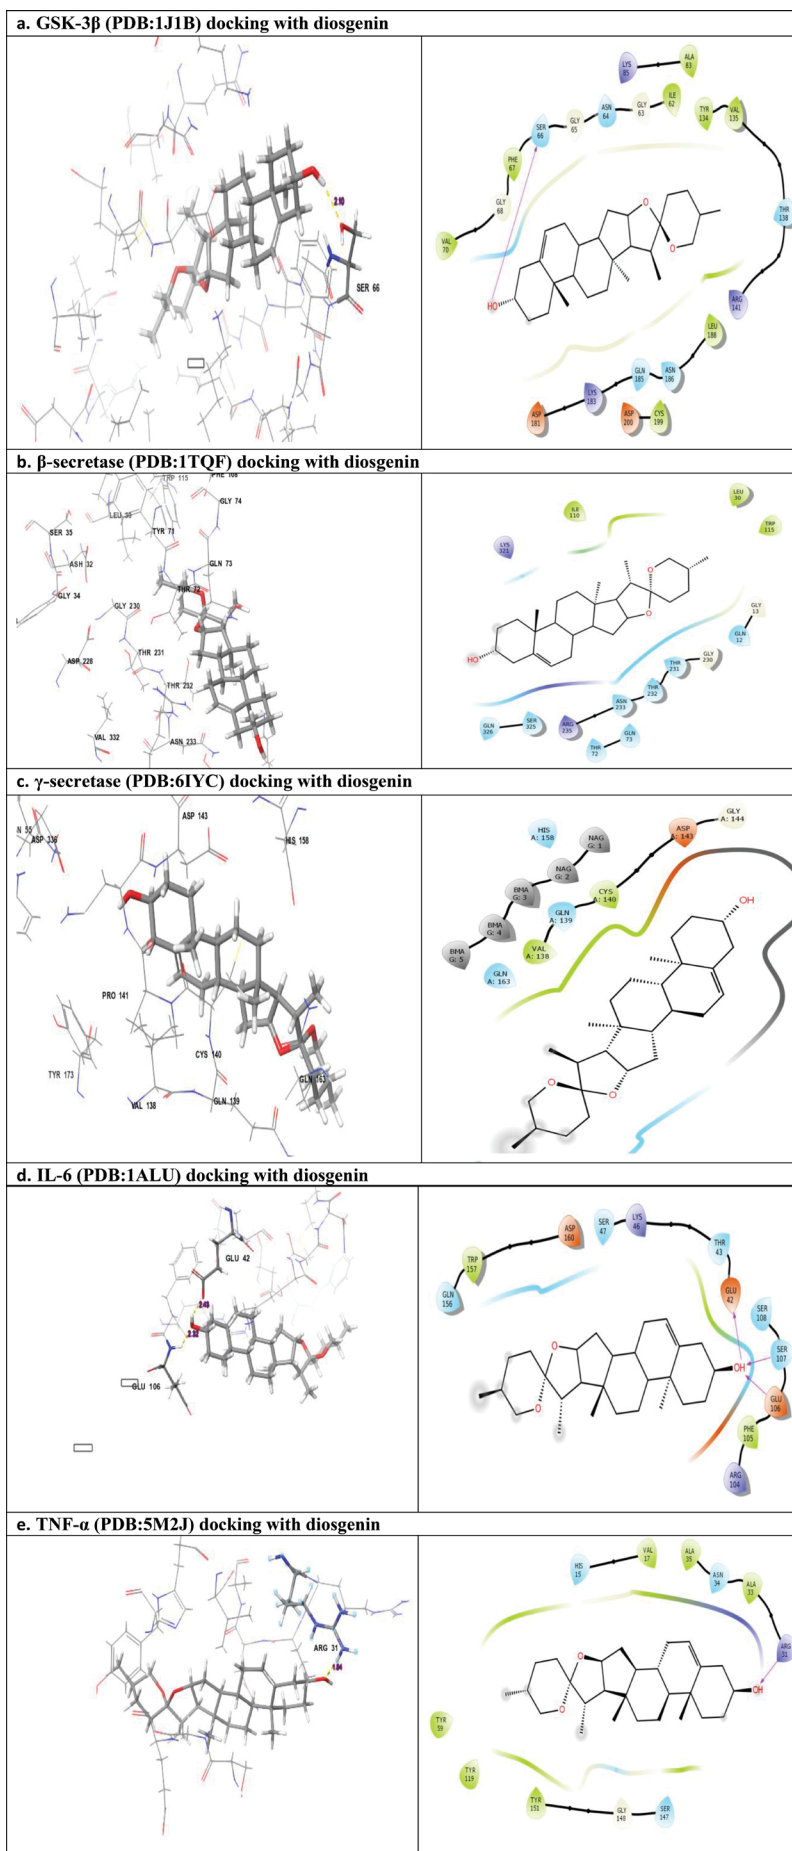 a. GSK-3β (PDB:1J1B) docking with diosgenin
2.10
SER 66
LYS
85
ALA
83
SER
66
GLY
65
ASN
64
GLY
63
ILE
62
TYR
134
VAL
135
PHE
67
GLY
68
VAL
70
THR
138
HO
O
O
ARG
141
LEU
188
GLN
185
ASN
186
LYS
183
ASP
181
ASP
200
CYS
199
b. β-secretase (PDB:1TQF) docking with diosgenin
TRP 115
PHE 108
GLY 74
LEU 30
TYR 71
SER 35
ASH 32
GLN 73
THR 72
GLY 34
GLY 230
ASP 228
THR 231
THR 232
VAL 332
ASN 233
LEU
30
ILE
110
TRP
115
LYS
321
O
O
HO
GLY
13
GLN
12
GLY
230
THR
231
THR
232
ASN
233
ARG
235
SER
325
GLN
326
GLN
73
THR
72
c. γ-secretase (PDB:6IYC) docking with diosgenin
ASP 143
N 55
ASP 336
HIS 158
PRO 141
CYS 140
TYR 173
GLN 163
VAL 138
GLN 139
GLY
A: 144
ASP
A: 143
HIS
A: 158
NAG
G: 1
NAG
G: 2
BMA
G: 3
CYS
A: 140
GLN
A: 139
BMA
G: 4
BMA
G: 5
VAL
A: 138
GLN
A: 163
OH
O
O
d. IL-6 (PDB:1ALU) docking with diosgenin
GLU 42
2.32
GLU 106
ASP
160
SER
47
LYS
46
THR
43
TRP
157
GLN
156
GLU
42
SER
108
SER
107
OH
O
O
GLU
106
PHE
105
ARG
104
e. TNF-α (PDB:5M2J) docking with diosgenin
ARG 31
HIS
15
VAL
17
ALA
35
ASN
34
ALA
33
ARG
31
OH
O
O
TYR
59
TYR
119
TYR
151
GLY
148
SER
147